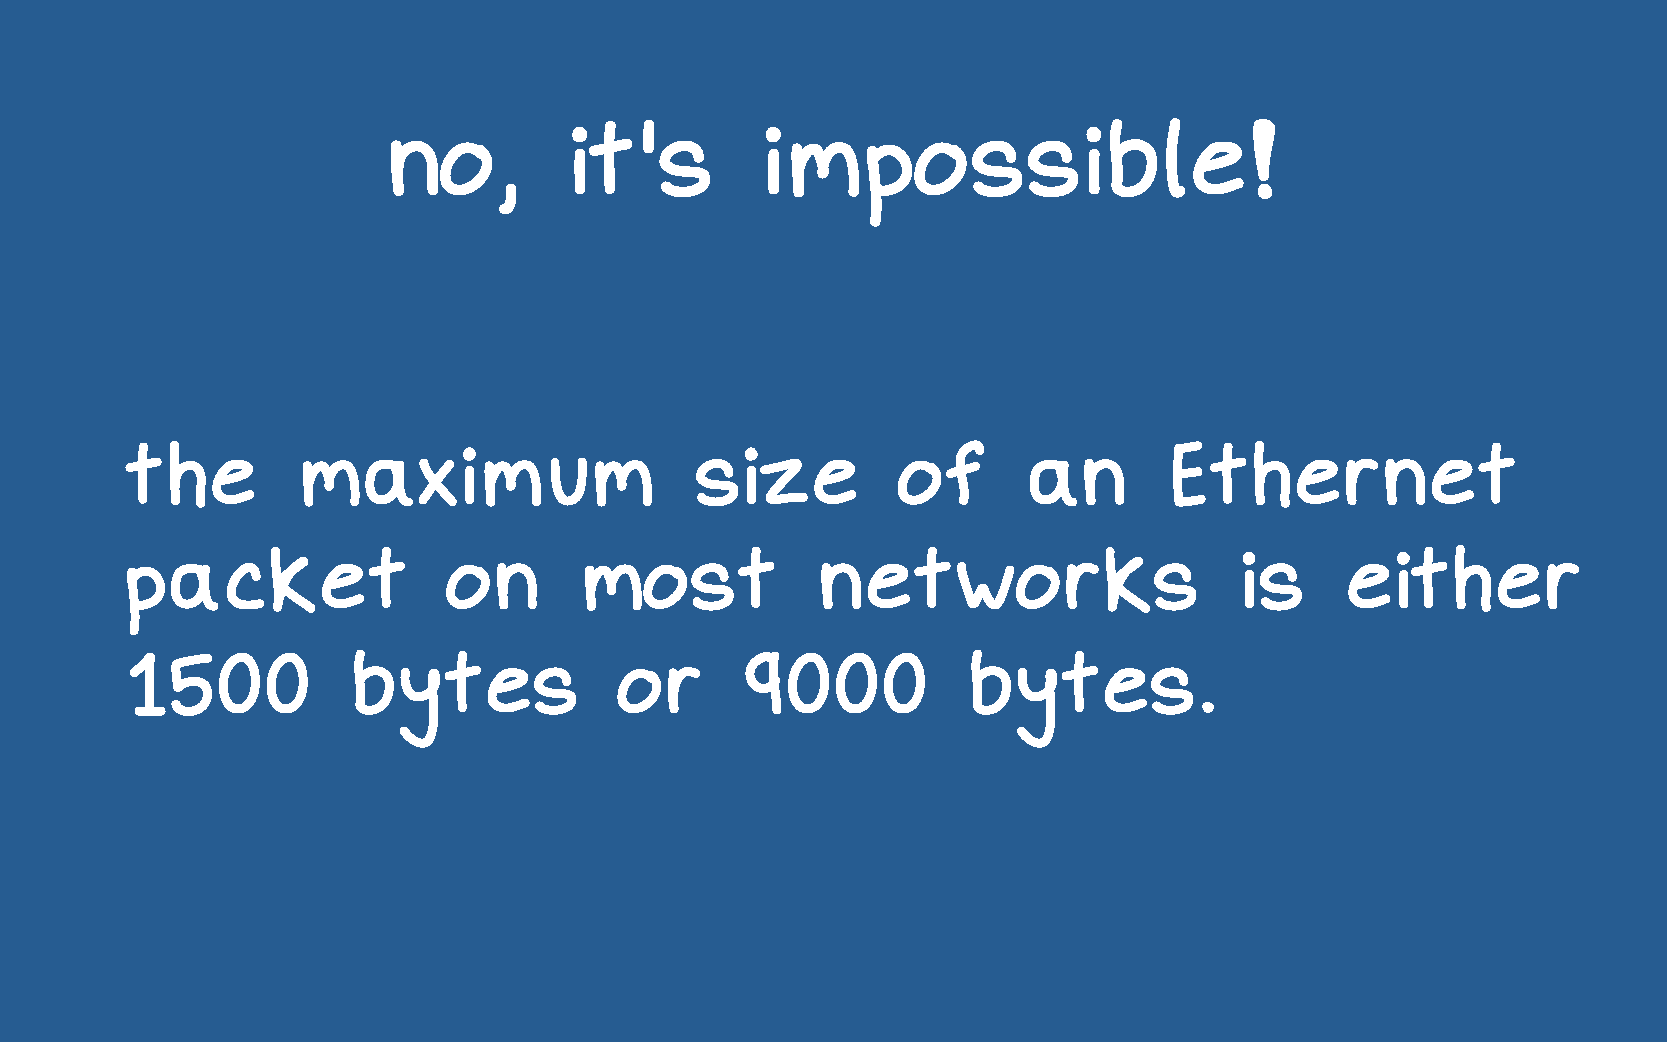 no, it's impossible!
the maximum size of an Ethernet
packet on most networks is either
1500 bytes or 9000 bytes.